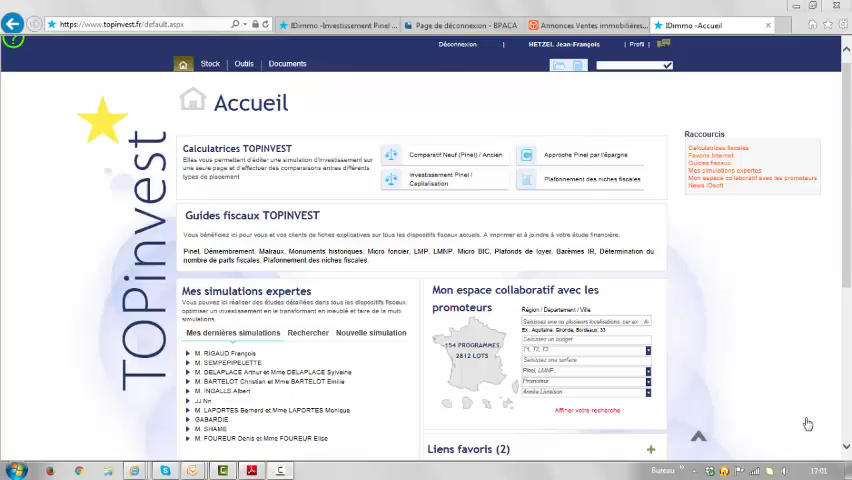 https://www.topinvest.fr/default.aspx
IDimmo -Investissement Pinel ...
Page de déconnexion - BPACA
Annonces Ventes immobilières...
IDimmo -Accueil
Déconnexion | HETZEL Jean-François | Profil
Stock Outils Documents
Accueil
TOPinvest
Calculatrices TOPINVEST
Elles vous permettent d'éditer une simulation d'investissement sur
une seule page et d'effectuer des comparaisons entre différents
types de placement
Comparatif Neuf (Pinel) / Ancien
Approche Pinel par l'épargne
Investissement Pinel /
Capitalisation
Plafonnement des niches fiscales
Raccourcis
Calculatrices fiscales
Favoris Internet
Guides fiscaux
Mes simulations expertes
Mon espace collaboratif avec les promoteurs
News IDsoft
Guides fiscaux TOPINVEST
Vous bénéficiez ici pour vous et vos clients de fiches explicatives sur tous les dispositifs fiscaux actuels. A imprimer et à joindre à votre étude financière.
Pinel, Démembrement, Malraux, Monuments historiques, Micro foncier, LMP, LMNP, Micro BIC, Plafonds de loyer, Barèmes IR, Détermination du
nombre de parts fiscales, Plafonnement des niches fiscales.
Mes simulations expertes
Vous pouvez ici réaliser des études détaillées dans tous les dispositifs fiscaux,
optimiser un investissement en le transformant en meublé et faire de la multi
simulations.
Mes dernières simulations Rechercher Nouvelle simulation
M. RIGAUD François
M. SEMPEPIPELETTE
M. DELAPLACE Arthur et Mme DELAPLACE Sylvaine
M. BARTELOT Christian et Mme BARTELOT Emilie
M. INGALLS Albert
JJ Nn
M. LAPORTES Bernard et Mme LAPORTES Monique
GABARDIE
M. SHAME
M. FOUREUR Denis et Mme FOUREUR Elise
Mon espace collaboratif avec les
promoteurs
154 PROGRAMMES
2812 LOTS
Région / Département / Ville
Saisissez une ou plusieurs localisations, par ex
Ex.: Aquitaine, Gironde, Bordeaux, 33
Saisissez un budget
T1, T2, T3...
Saisissez une surface
Pinel, LMNP...
Promoteur
Année Livraison
Affiner votre recherche
Liens favoris (2)
Bureau
17:01